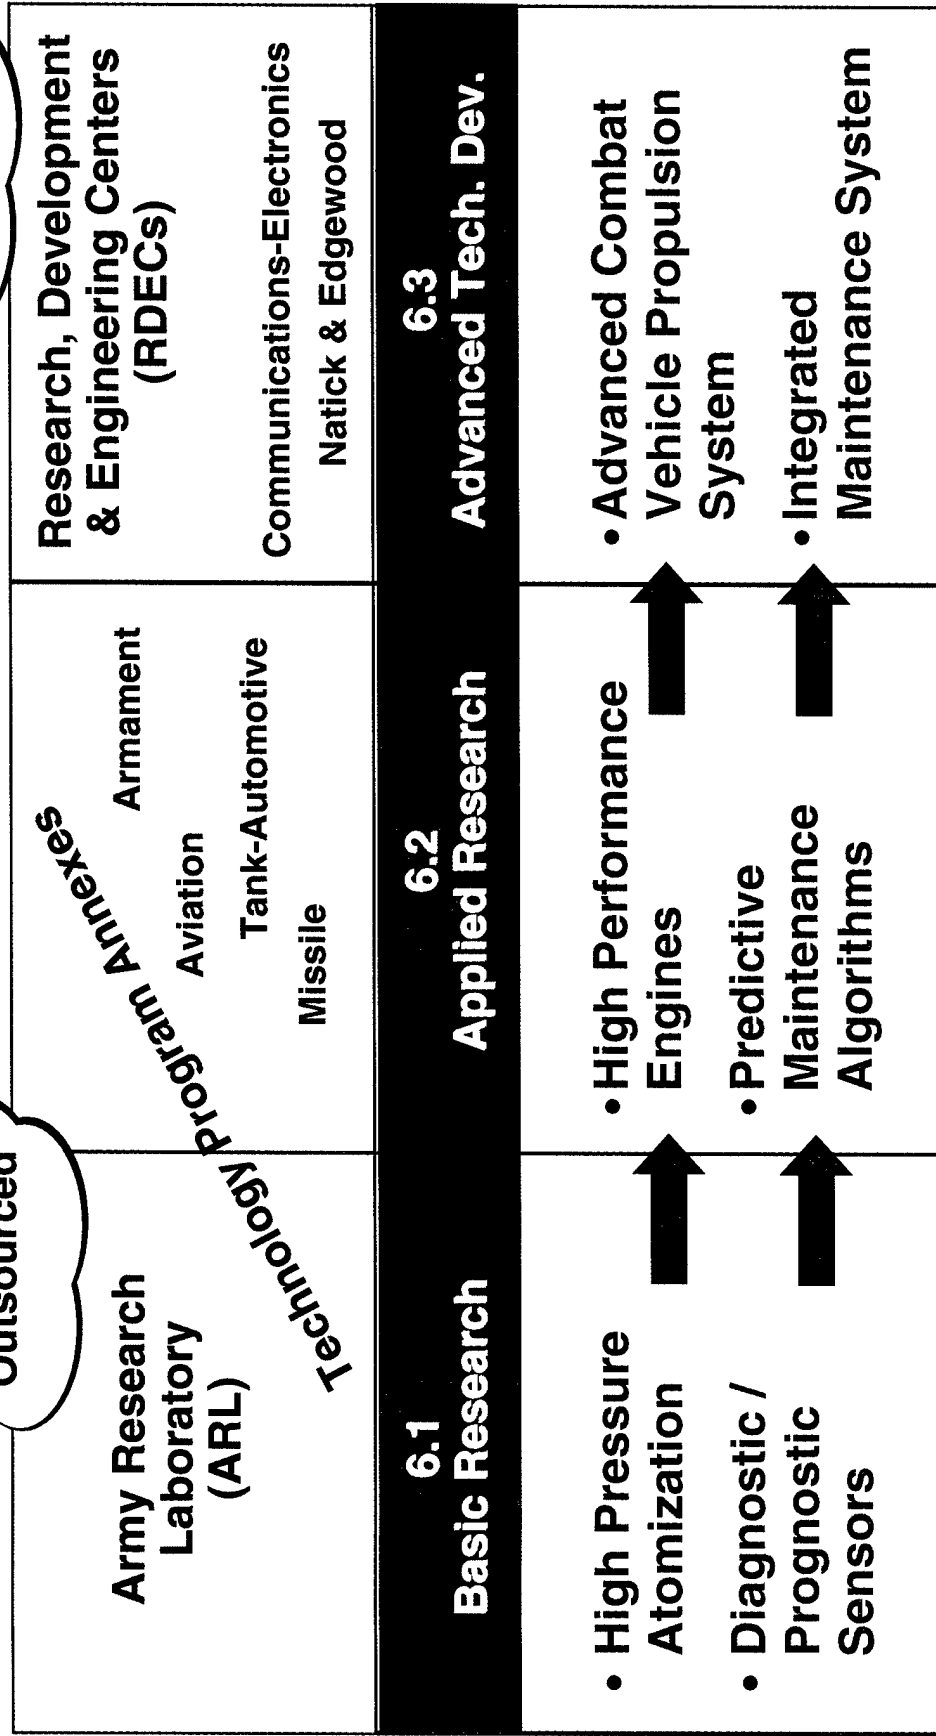 Outsourced
Army Research
Laboratory
(ARL)
Technology Program Annexes
Armament
Aviation
Tank-Automotive
Missile
Research, Development
& Engineering Centers
(RDECs)
Communications-Electronics
Natick & Edgewood
6.1
Basic Research
6.2
Applied Research
6.3
Advanced Tech. Dev.
• High Pressure
Atomization
• Diagnostic /
Prognostic
Sensors
• High Performance
Engines
• Predictive
Maintenance
Algorithms
• Advanced Combat
Vehicle Propulsion
System
• Integrated
Maintenance System